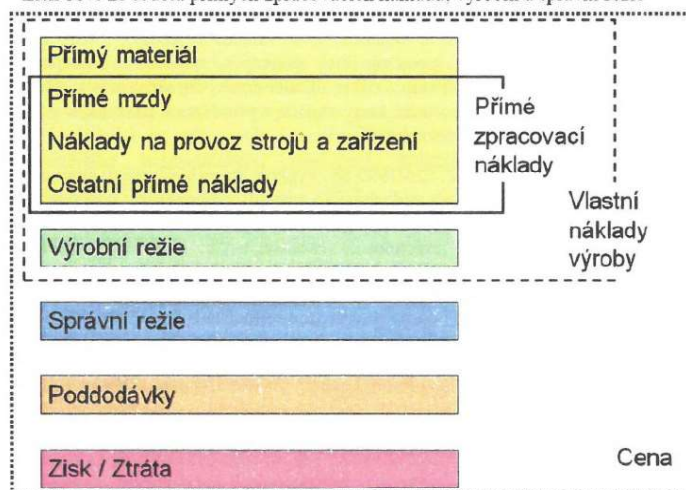 Přímý materiál
Přímé mzdy
Náklady na provoz strojů a zařízení
Ostatní přímé náklady
Přímé
zpracovací
náklady
Výrobní režie
Vlastní
náklady
výroby
Správní režie
Poddodávky
Zisk / Ztráta
Cena